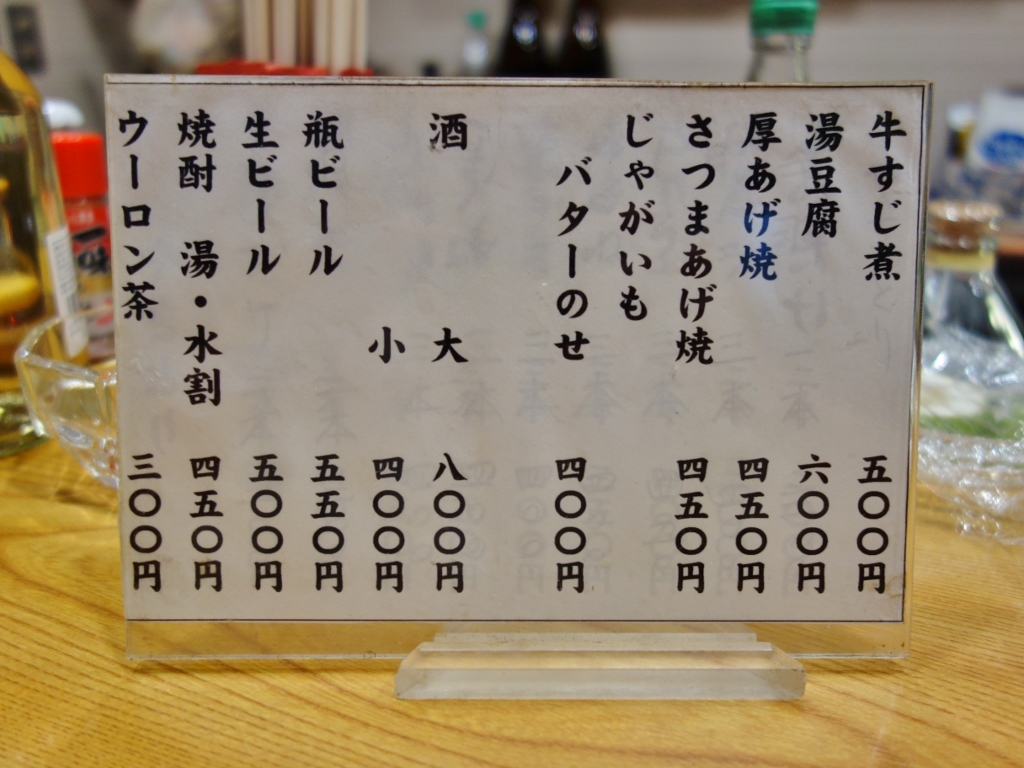 牛すじ煮 五〇〇円
湯豆腐 六〇〇円
厚あげ焼 四五〇円
さつまあげ焼 四五〇円
じゃがいも
バターのせ 四〇〇円
酒 大 八〇〇円
小 四〇〇円
瓶ビール 五五〇円
生ビール 五〇〇円
焼酎 湯・水割 四五〇円
ウーロン茶 三〇〇円
一味